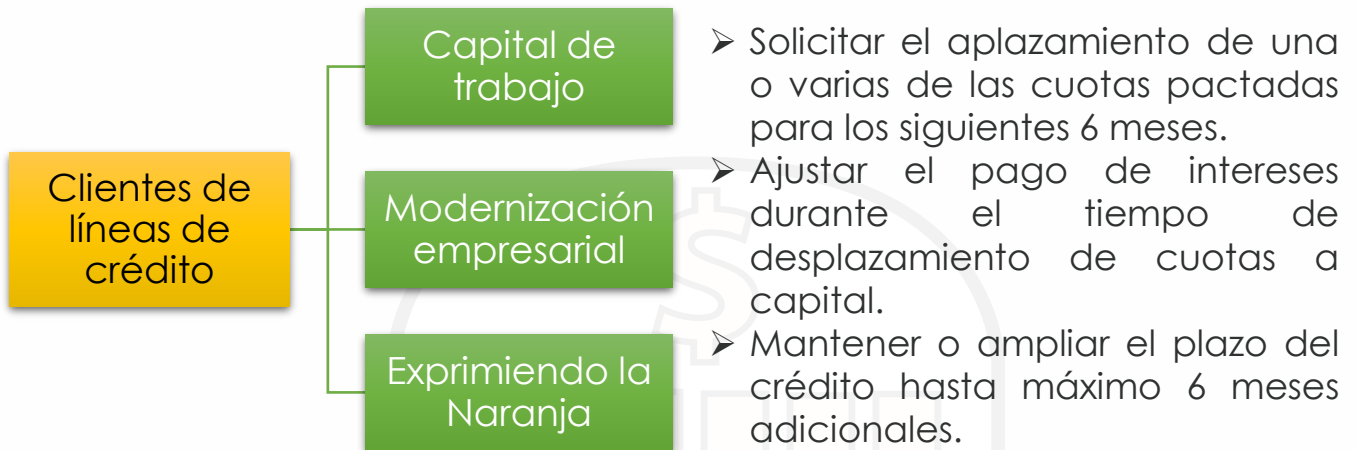 Clientes de
líneas de
crédito
Capital de
trabajo
Modernización
empresarial
Exprimiendo la
Naranja
➢ Solicitar el aplazamiento de una
o varias de las cuotas pactadas
para los siguientes 6 meses.
➢ Ajustar el pago de intereses
durante el tiempo de
desplazamiento de cuotas a
capital.
➢ Mantener o ampliar el plazo del
crédito hasta máximo 6 meses
adicionales.